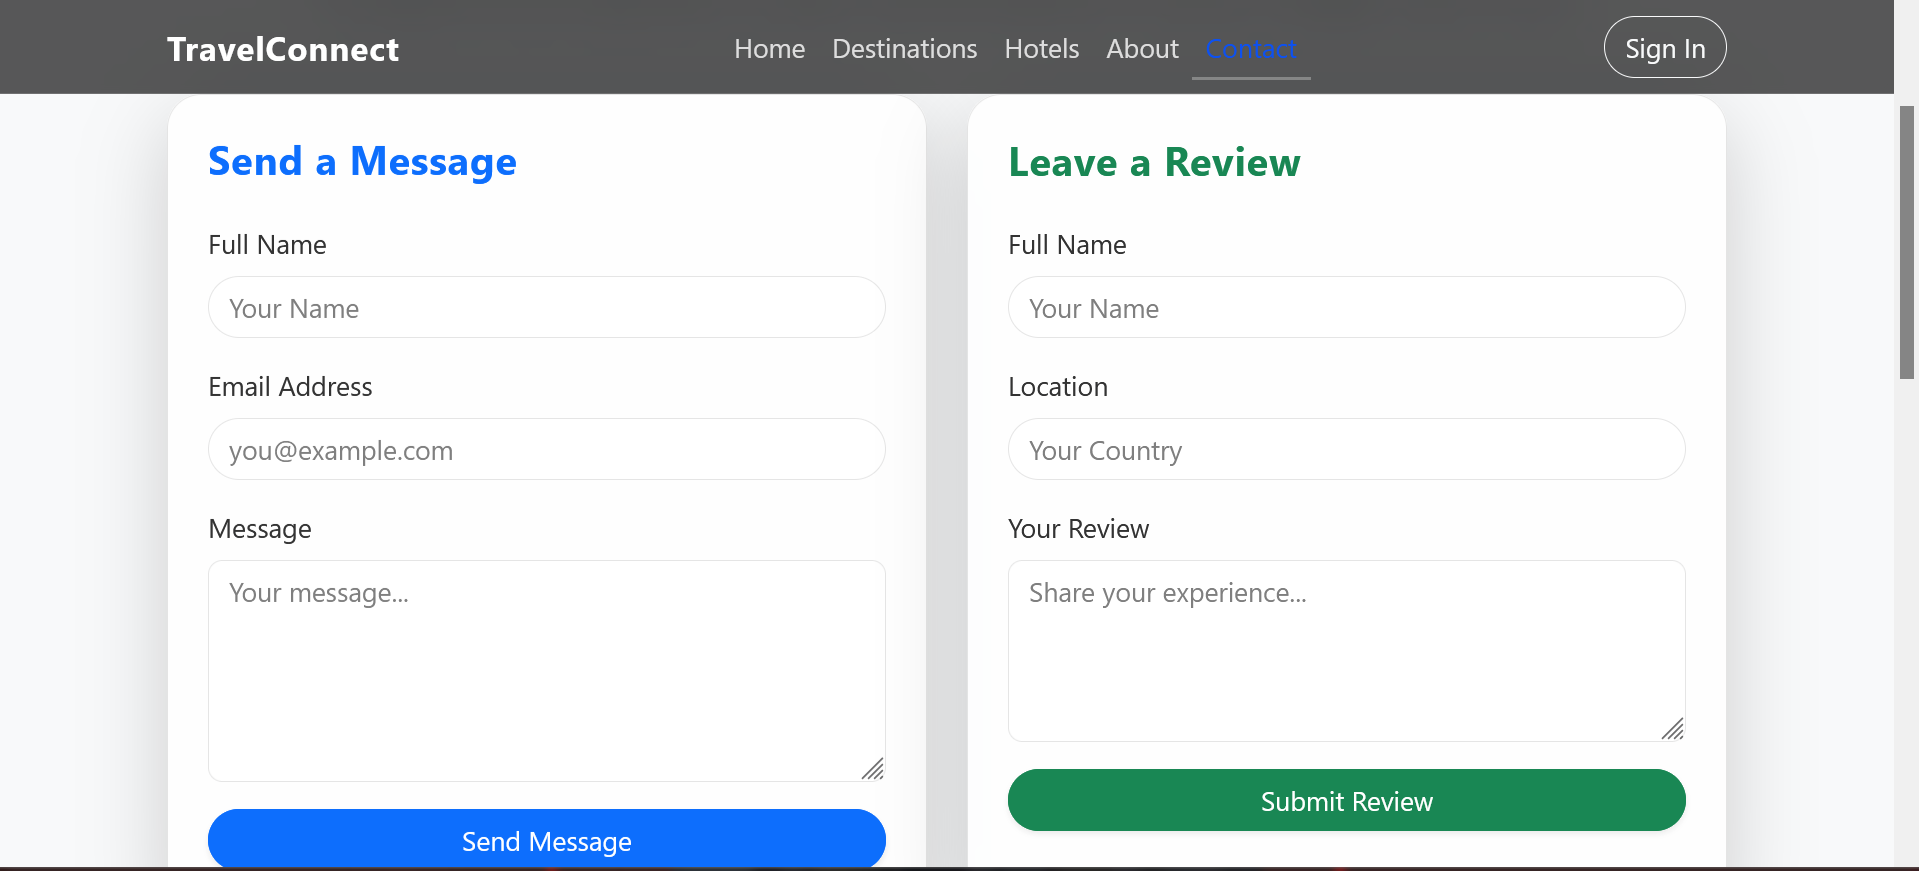 TravelConnect
Home Destinations Hotels About Contact
Sign In
Send a Message
Full Name
Your Name
Email Address
you@example.com
Message
Your message...
Send Message
Leave a Review
Full Name
Your Name
Location
Your Country
Your Review
Share your experience...
Submit Review